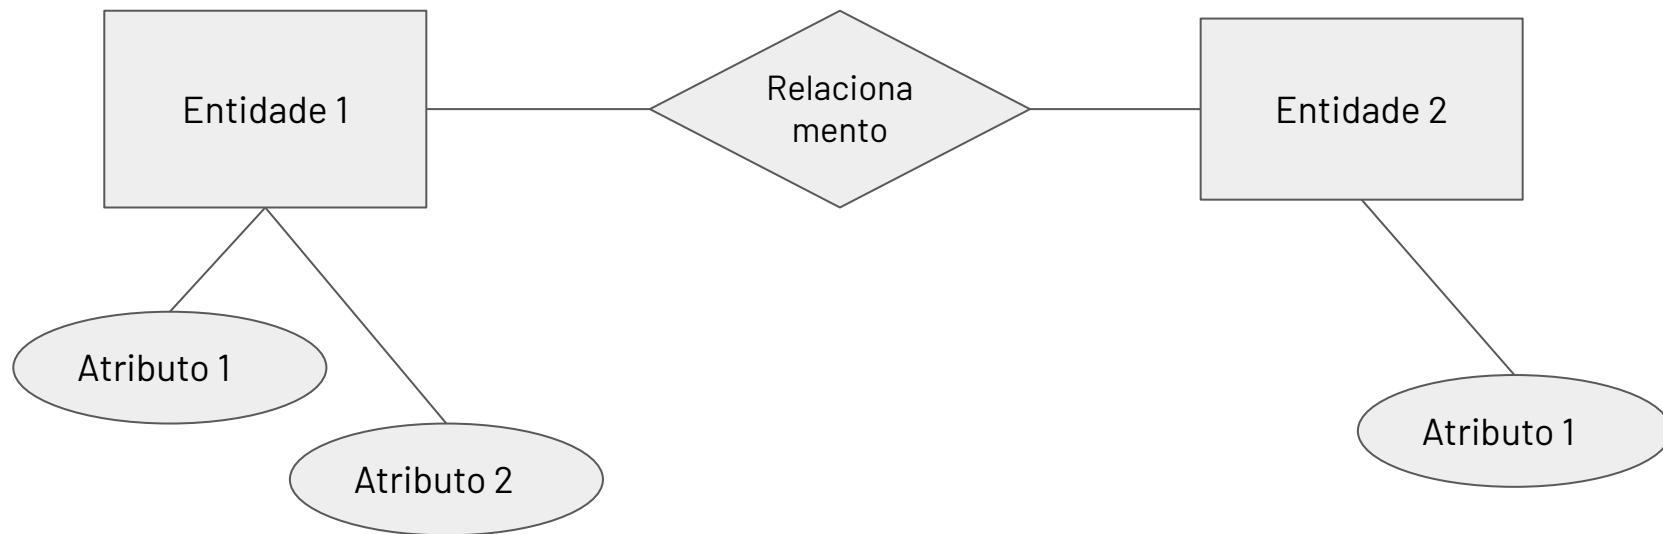 Entidade 1
Relaciona
mento
Entidade 2
Atributo 1
Atributo 2
Atributo 1